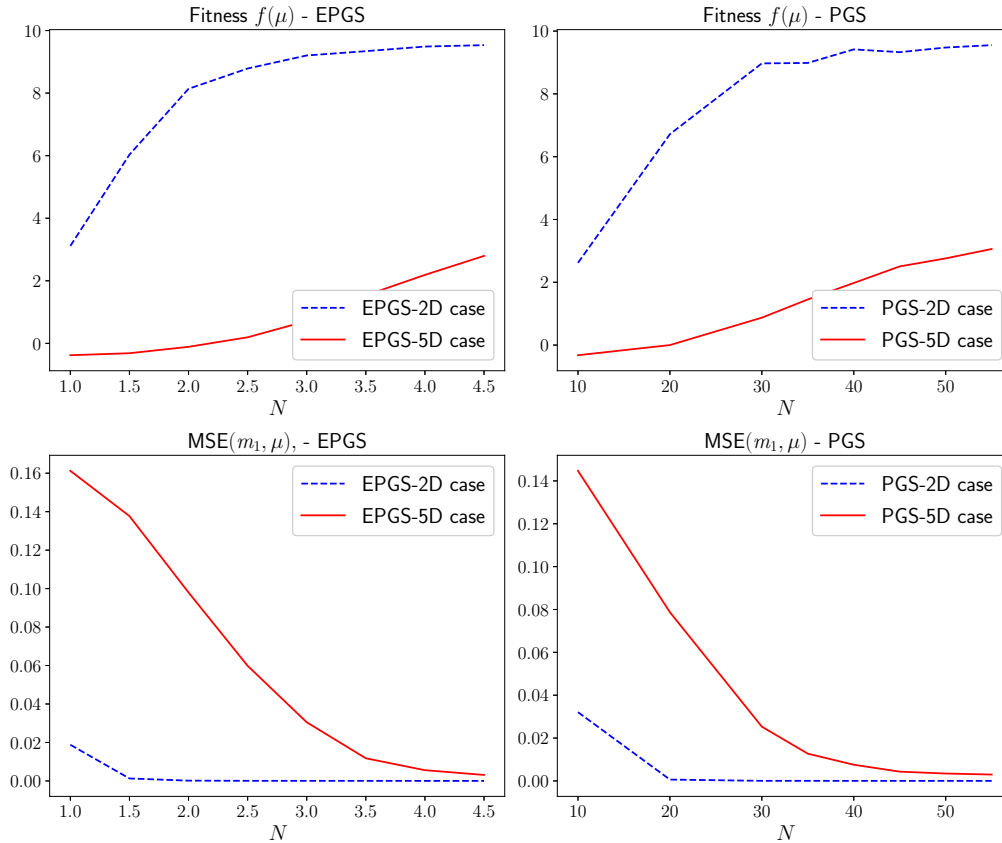 Fitness f(μ) - EPGS
10
8
6
4
2
0
EPGS-2D case
EPGS-5D case
1.0 1.5 2.0 2.5 3.0 3.5 4.0 4.5
N
Fitness f(μ) - PGS
10
8
6
4
2
0
PGS-2D case
PGS-5D case
10 20 30 40 50
N
MSE(m₁, μ), - EPGS
0.16
0.14
0.12
0.10
0.08
0.06
0.04
0.02
0.00
EPGS-2D case
EPGS-5D case
1.0 1.5 2.0 2.5 3.0 3.5 4.0 4.5
N
MSE(m₁, μ) - PGS
0.14
0.12
0.10
0.08
0.06
0.04
0.02
0.00
PGS-2D case
PGS-5D case
10 20 30 40 50
N